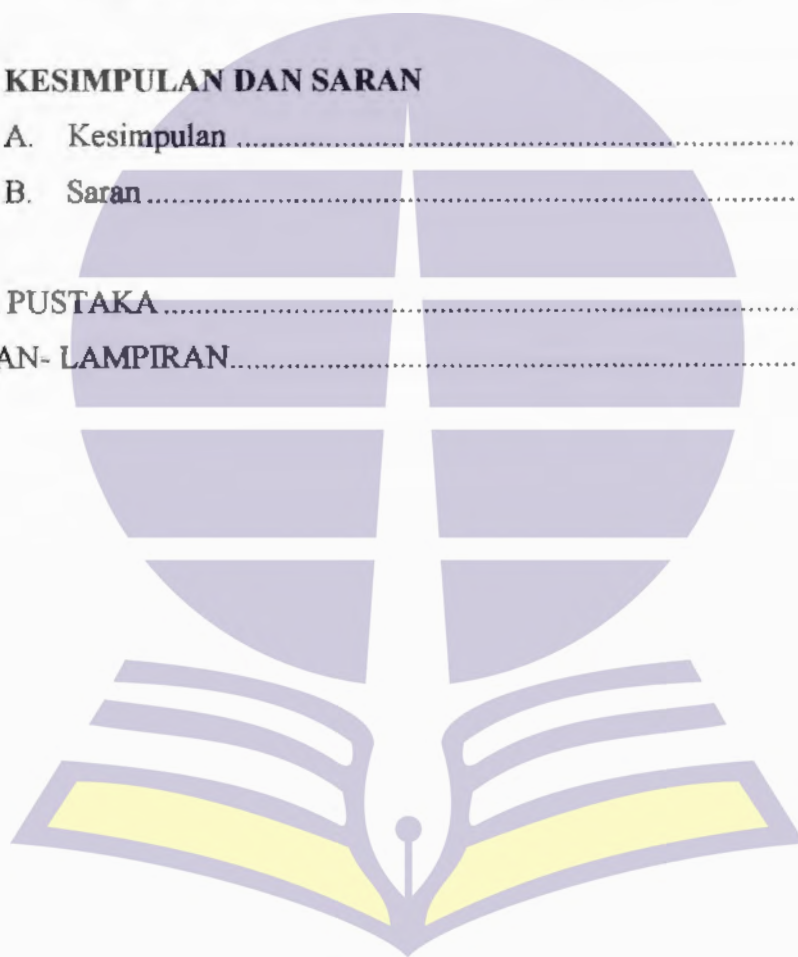 KESIMPULAN DAN SARAN
A. Kesimpulan ........................................................................
B. Saran ........................................................................
PUSTAKA ........................................................................
AN- LAMPIRAN ........................................................................